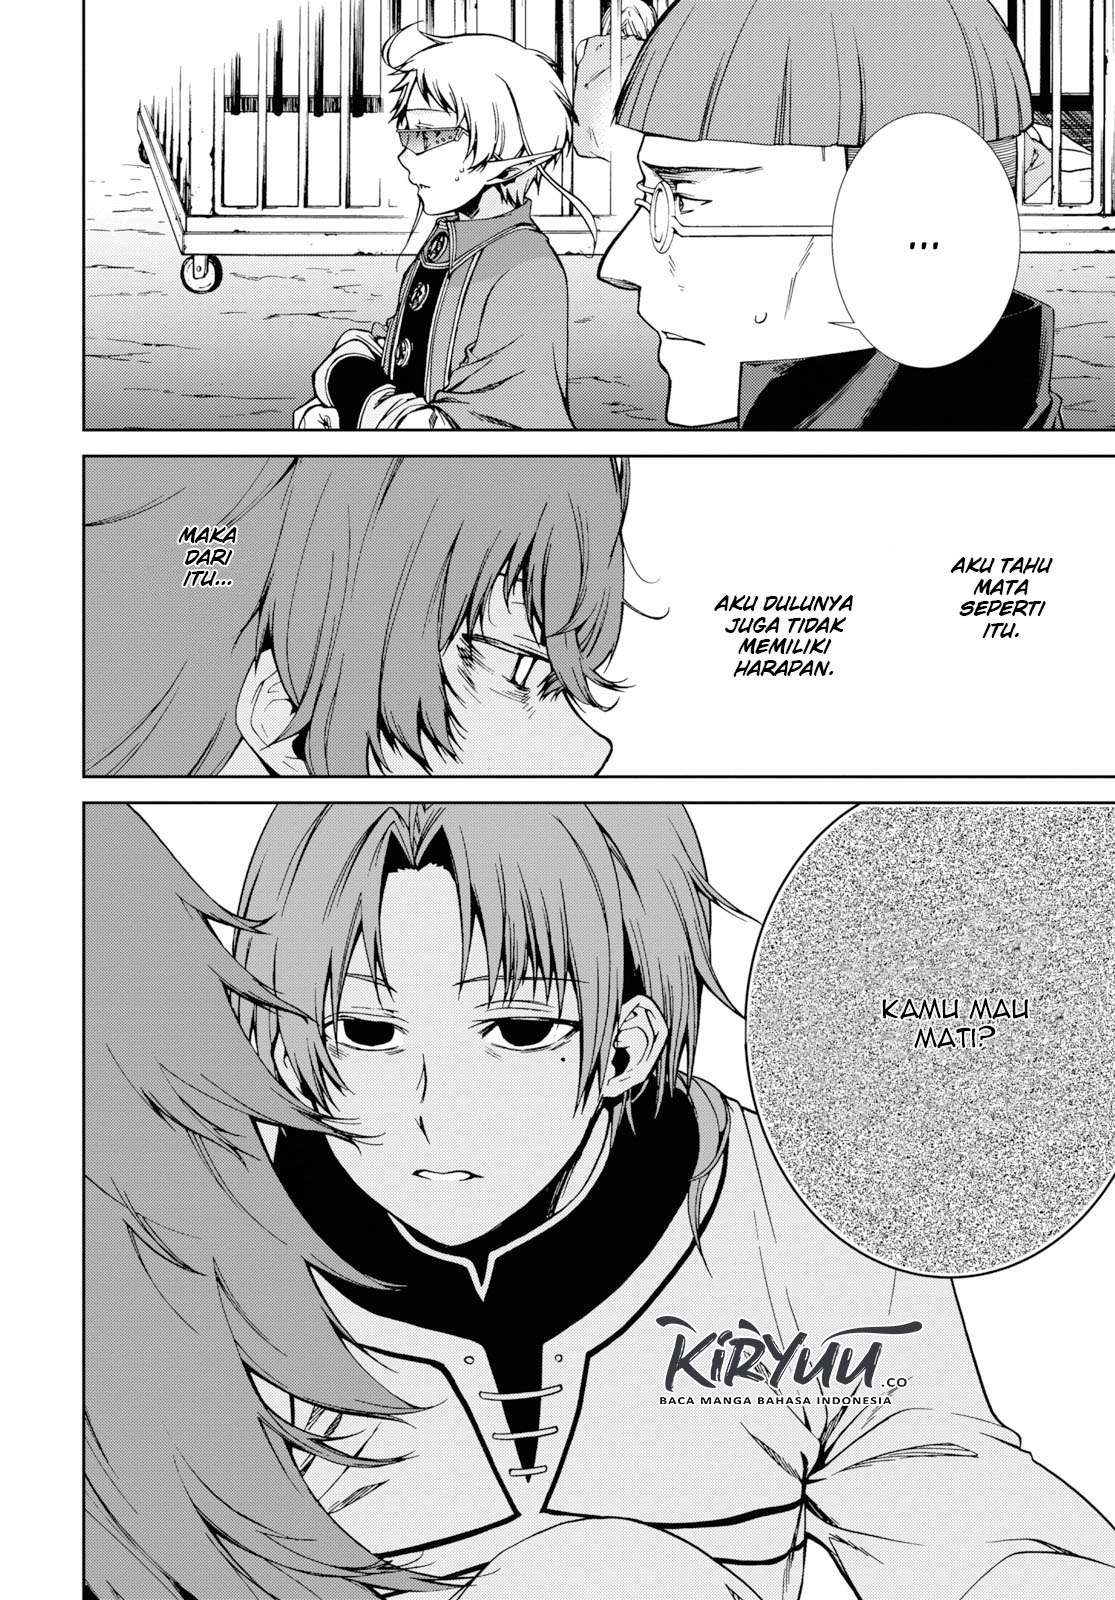 ...
AKU TAHU
MATA
SEPERTI
ITU.
AKU DULUNYA
JUGA TIDAK
MEMILIKI
HARAPAN.
MAKA
DARI
ITU...
KAMU MAU
MATI?
KIRYUU.CO
BACA MANGA BAHASA INDONESIA